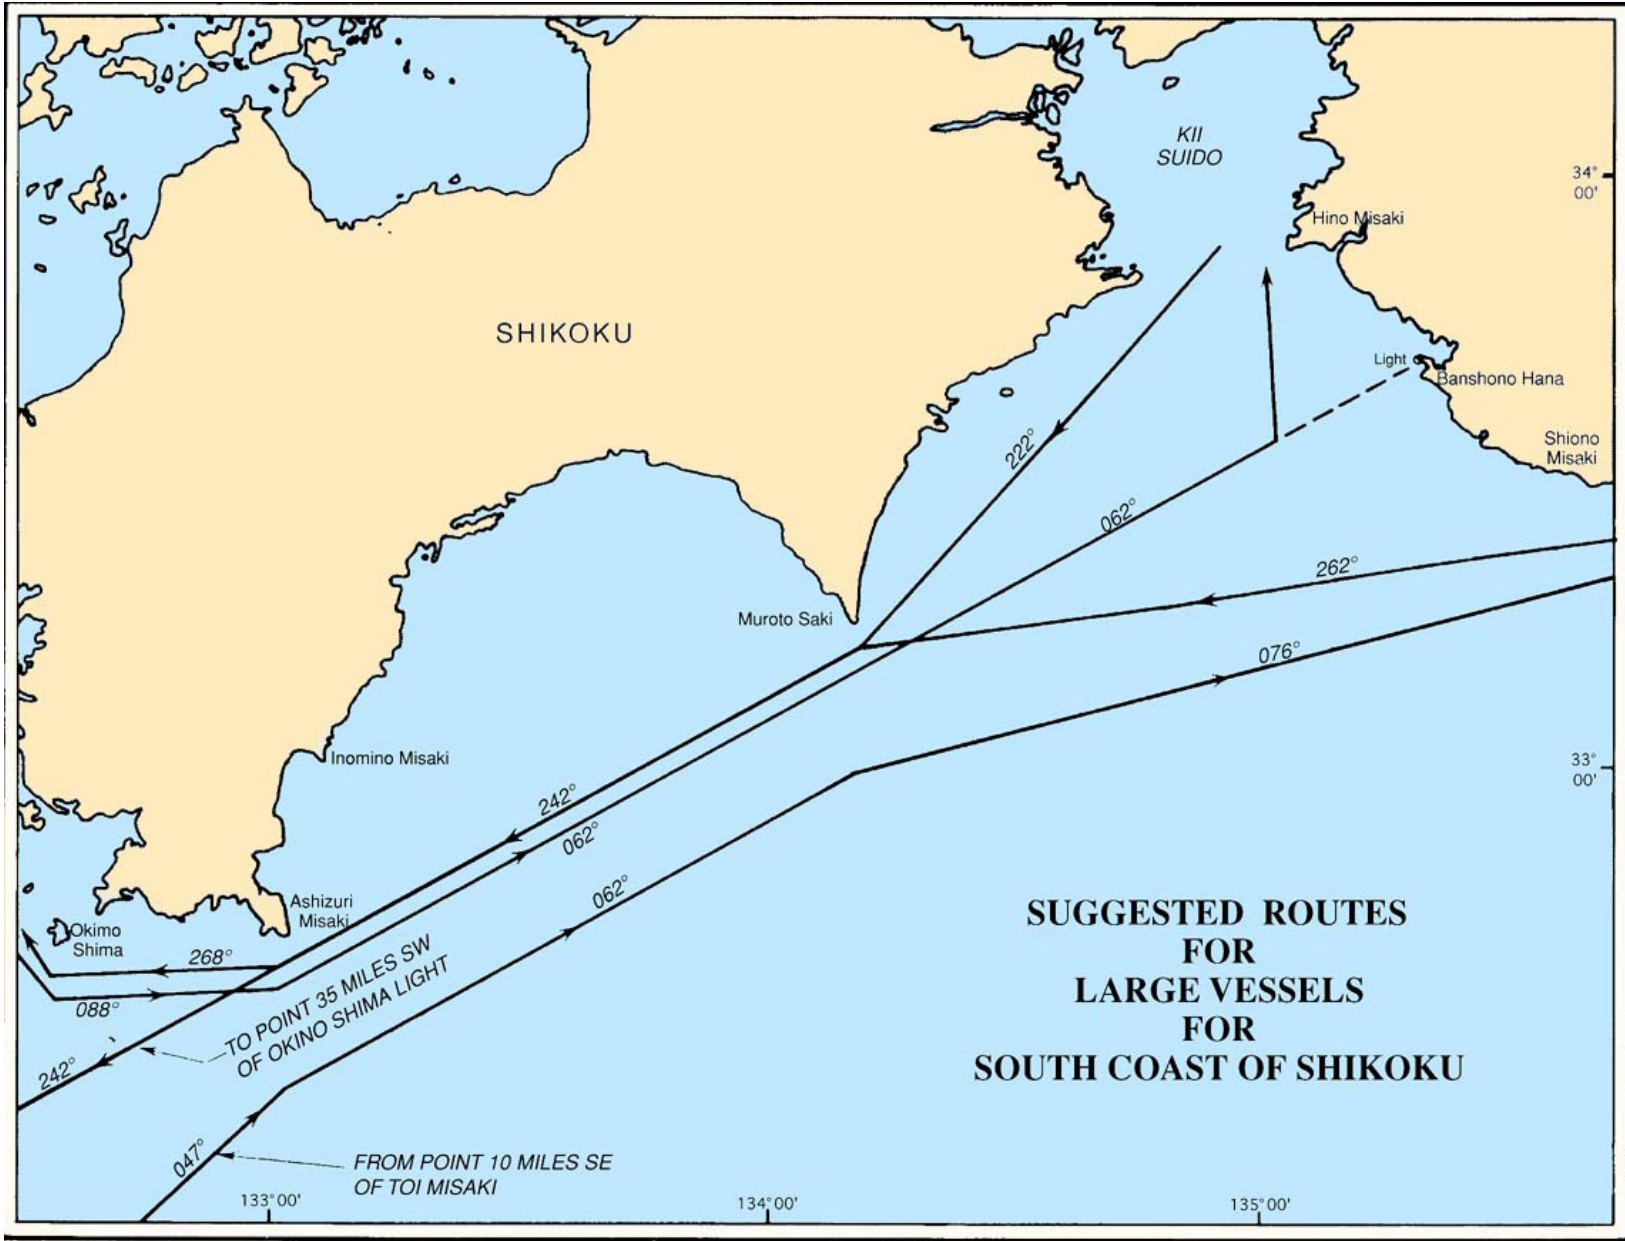 KII
SUIDO
34°
00'
Hino Misaki
SHIKOKU
Light
Banshono Hana
222°
Shiono
Misaki
062°
262°
Muroto Saki
076°
Inomino Misaki
33°
00'
242°
062°
062°
Ashizuri
Misaki
Okimo
Shima
268°
088°
TO POINT 35 MILES SW
OF OKINO SHIMA LIGHT
242°
SUGGESTED ROUTES
FOR
LARGE VESSELS
FOR
SOUTH COAST OF SHIKOKU
047°
FROM POINT 10 MILES SE
OF TOI MISAKI
133°00'
134°00'
135°00'